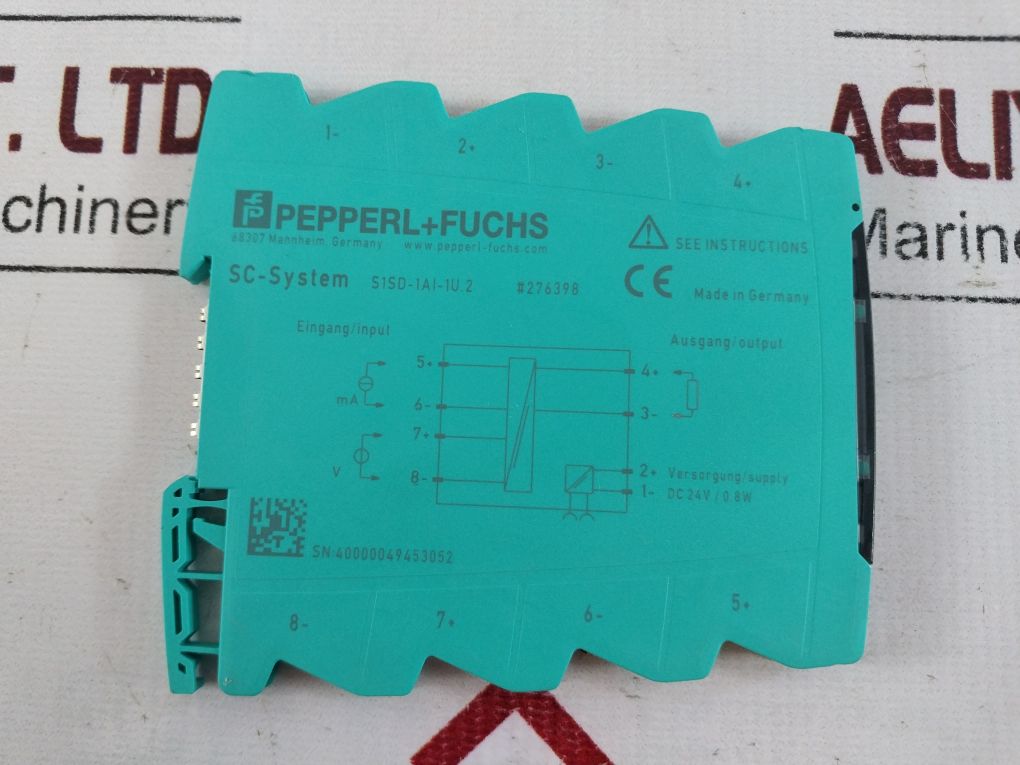 T. LTD
AELIY
chiner
Marine
1-
2+
3-
4+
PEPPERL+FUCHS
68307 Mannheim, Germany www.pepperl-fuchs.com
SEE INSTRUCTIONS
SC-System S1SD-1AI-1U.2 #276398
CE
Made in Germany
Eingang/input
Ausgang/output
5+
4+
mA
6-
3-
7+
V
8-
2+ Versorgung/supply
1- DC 24V / 0.8W
SN:40000049453052
8-
7+
6-
5+